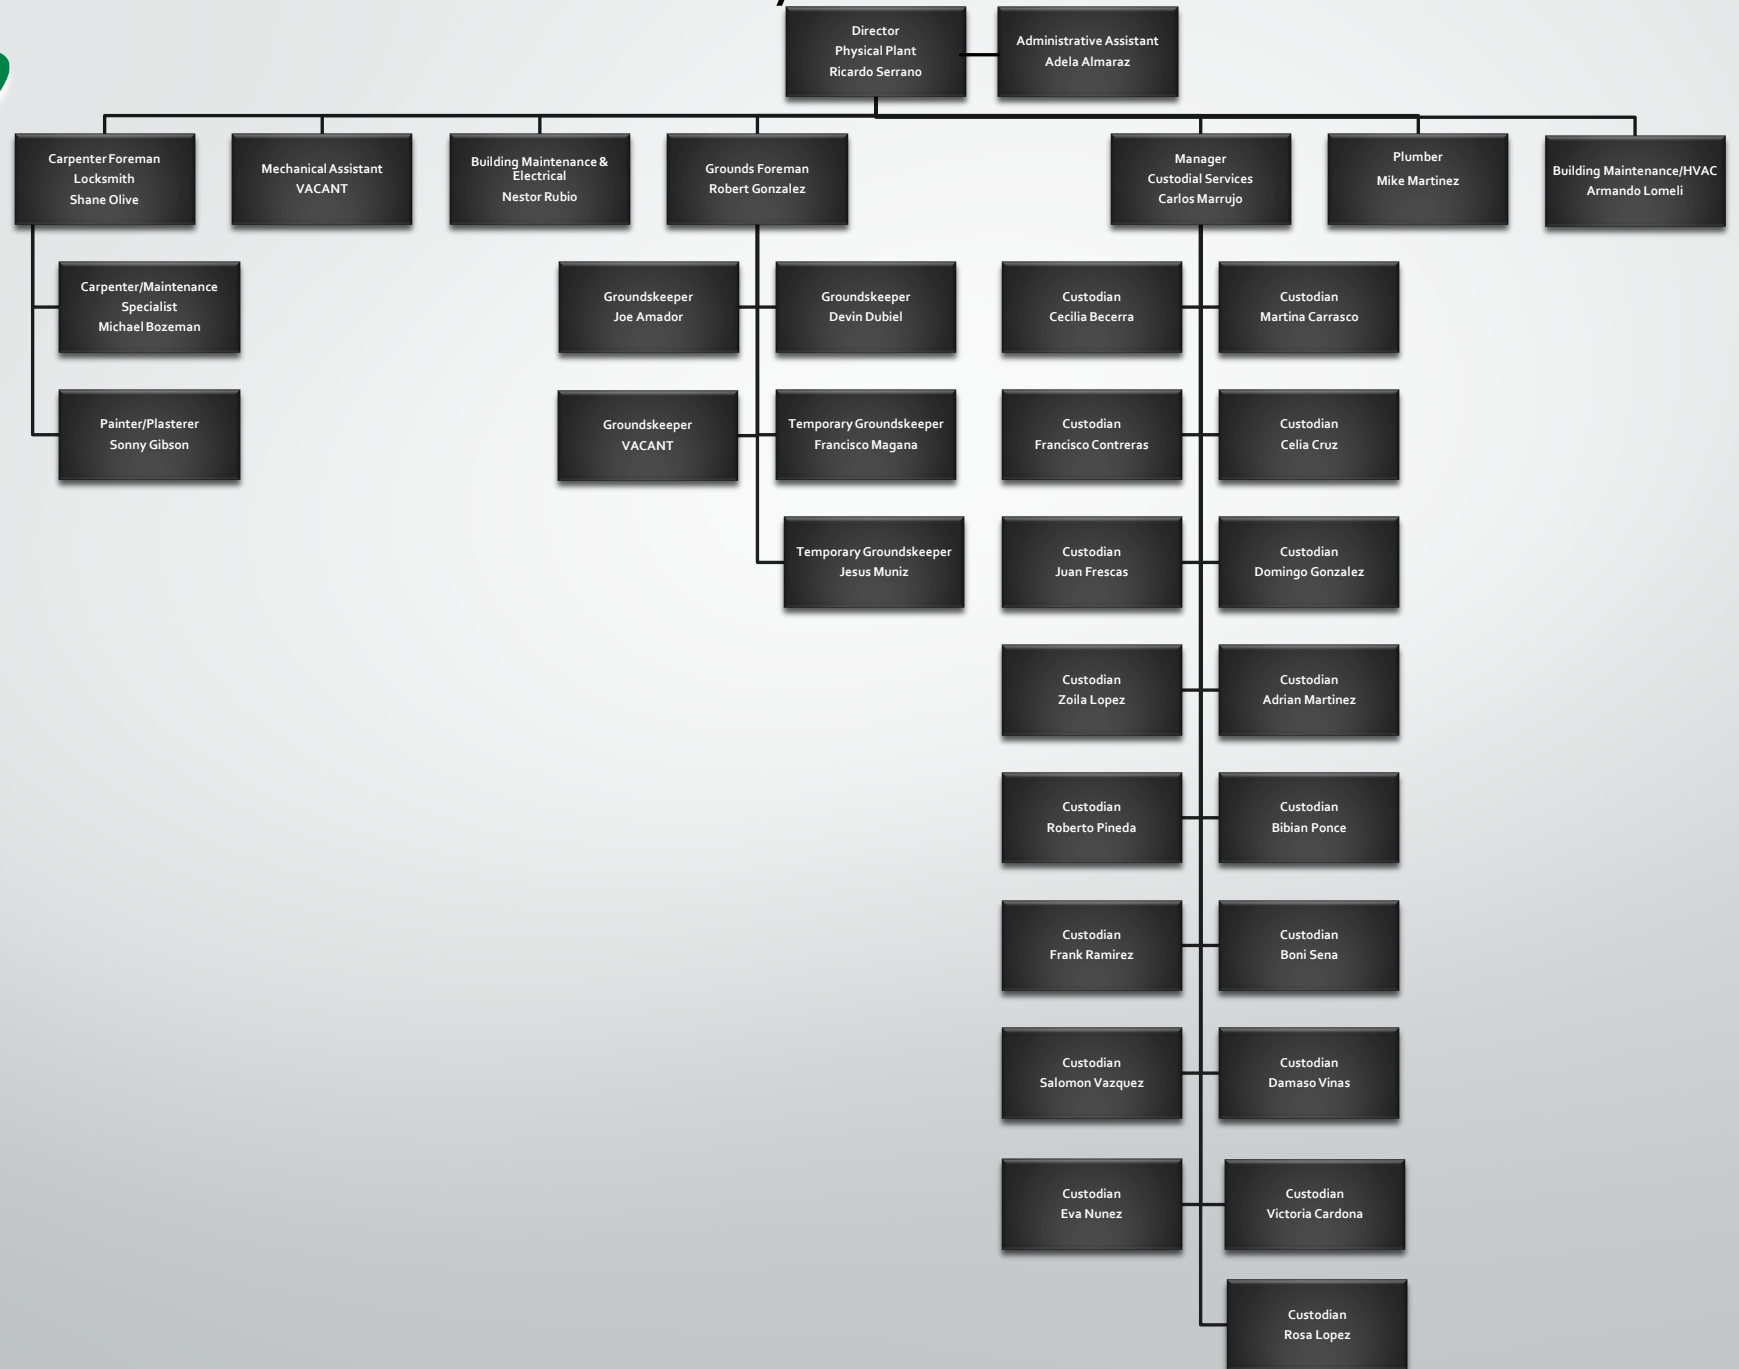 Director
Physical Plant
Ricardo Serrano
Administrative Assistant
Adela Almaraz
Carpenter Foreman
Locksmith
Shane Olive
Mechanical Assistant
VACANT
Building Maintenance &
Electrical
Nestor Rubio
Grounds Foreman
Robert Gonzalez
Manager
Custodial Services
Carlos Marrujo
Plumber
Mike Martinez
Building Maintenance/HVAC
Armando Lomeli
Carpenter/Maintenance
Specialist
Michael Bozeman
Painter/Plasterer
Sonny Gibson
Groundskeeper
Joe Amador
Groundskeeper
Devin Dubiel
Groundskeeper
VACANT
Temporary Groundskeeper
Francisco Magana
Temporary Groundskeeper
Jesus Muniz
Custodian
Cecilia Becerra
Custodian
Martina Carrasco
Custodian
Francisco Contreras
Custodian
Celia Cruz
Custodian
Juan Frescas
Custodian
Domingo Gonzalez
Custodian
Zoila Lopez
Custodian
Adrian Martinez
Custodian
Roberto Pineda
Custodian
Bibian Ponce
Custodian
Frank Ramirez
Custodian
Boni Sena
Custodian
Salomon Vazquez
Custodian
Damaso Vinas
Custodian
Eva Nunez
Custodian
Victoria Cardona
Custodian
Rosa Lopez